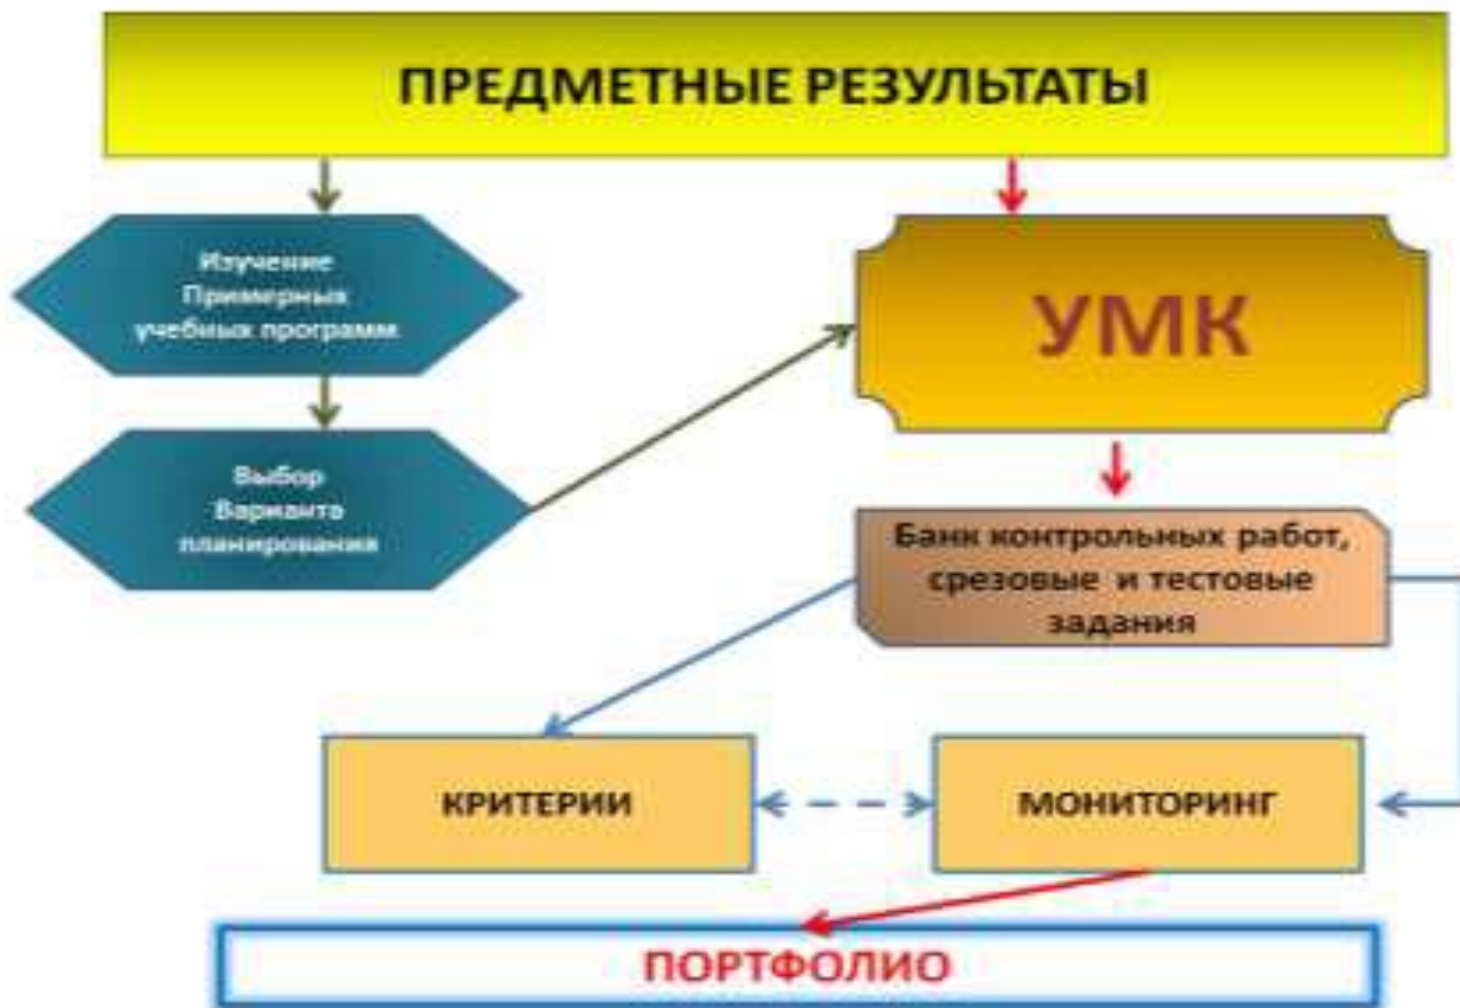 ПРЕДМЕТНЫЕ РЕЗУЛЬТАТЫ
Изучение
Примерных
учебных программ
УМК
Выбор
Варианта
планирования
Банк контрольных работ,
срезовые и тестовые
задания
КРИТЕРИИ
МОНИТОРИНГ
ПОРТФОЛИО